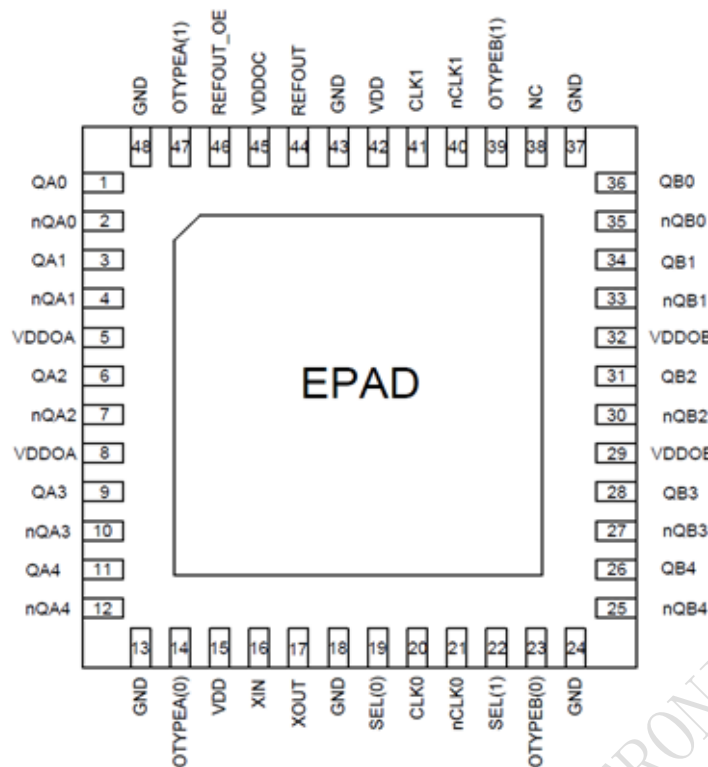 GND OTYPEA(1) REFOUT_OE VDDOC REFOUT GND VDD CLK1 nCLK1 OTYPEB(1) NC GND
48 47 46 45 44 43 42 41 40 39 38 37
QA0 1 36 QB0
nQA0 2 35 nQB0
QA1 3 34 QB1
nQA1 4 33 nQB1
VDDOA 5 32 VDDOB
QA2 6 31 QB2
EPAD
nQA2 7 30 nQB2
VDDOA 8 29 VDDOB
QA3 9 28 QB3
nQA3 10 27 nQB3
QA4 11 26 QB4
nQA4 12 25 nQB4
13 14 15 16 17 18 19 20 21 22 23 24
GND OTYPEA(0) VDD XIN XOUT GND SEL(0) CLK0 nCLK0 SEL(1) OTYPEB(0) GND